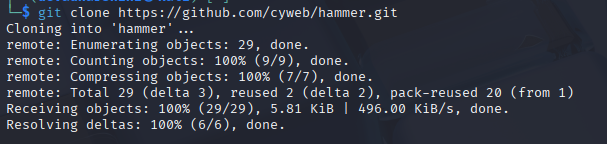 └─$ git clone https://github.com/cyweb/hammer.git
Cloning into 'hammer'...
remote: Enumerating objects: 29, done.
remote: Counting objects: 100% (9/9), done.
remote: Compressing objects: 100% (7/7), done.
remote: Total 29 (delta 3), reused 2 (delta 2), pack-reused 20 (from 1)
Receiving objects: 100% (29/29), 5.81 KiB | 496.00 KiB/s, done.
Resolving deltas: 100% (6/6), done.